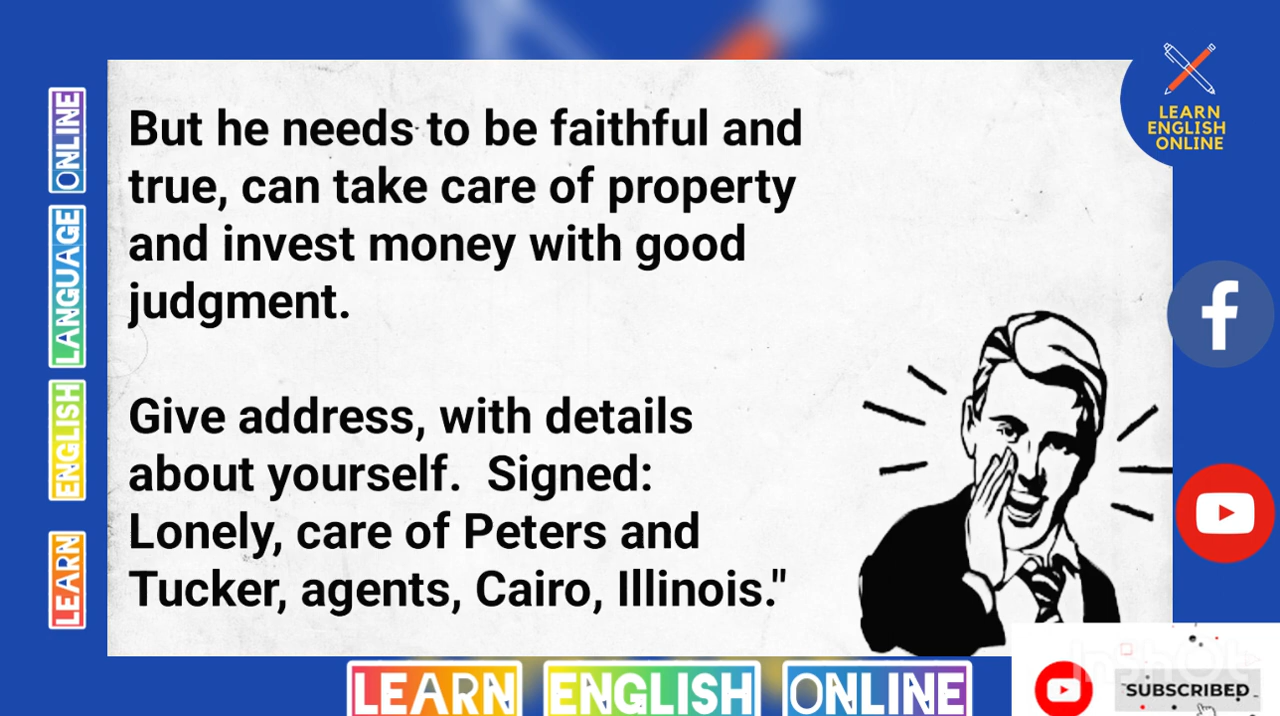 But he needs to be faithful and
true, can take care of property
and invest money with good
judgment.
Give address, with details
about yourself.  Signed:
Lonely, care of Peters and
Tucker, agents, Cairo, Illinois."
LEARN
ENGLISH
ONLINE
LEARN ENGLISH LANGUAGE ONLINE
f
LEARN ENGLISH ONLINE
InShOt
SUBSCRIBED